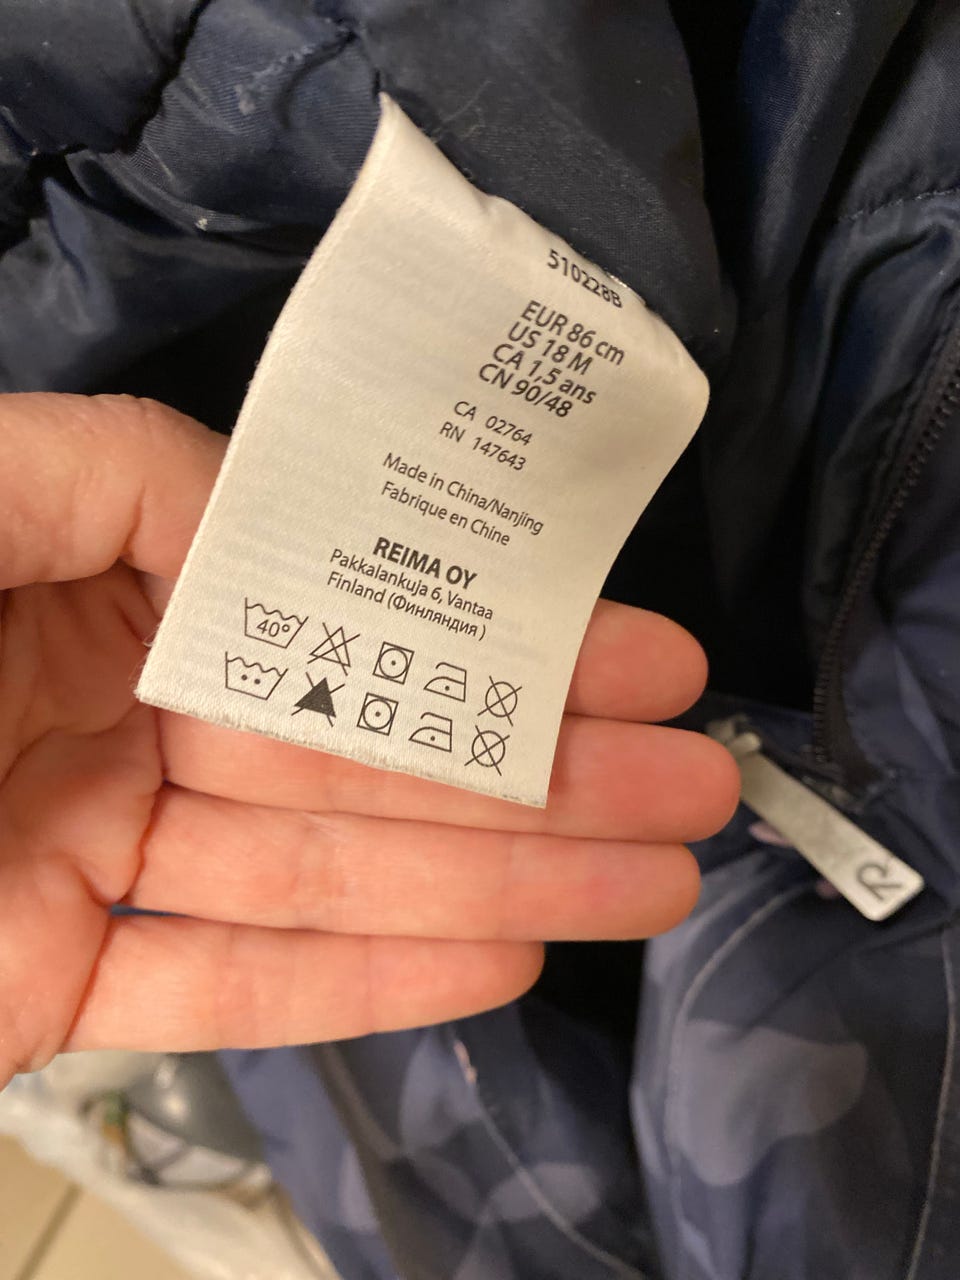 510228B
EUR 86 cm
US 18 M
CA 1,5 ans
CN 90/48
CA 02764
RN 147643
Made in China/Nanjing
Fabrique en Chine
REIMA OY
Pakkalankuja 6, Vantaa
Finland (Финляндия )
40°
R